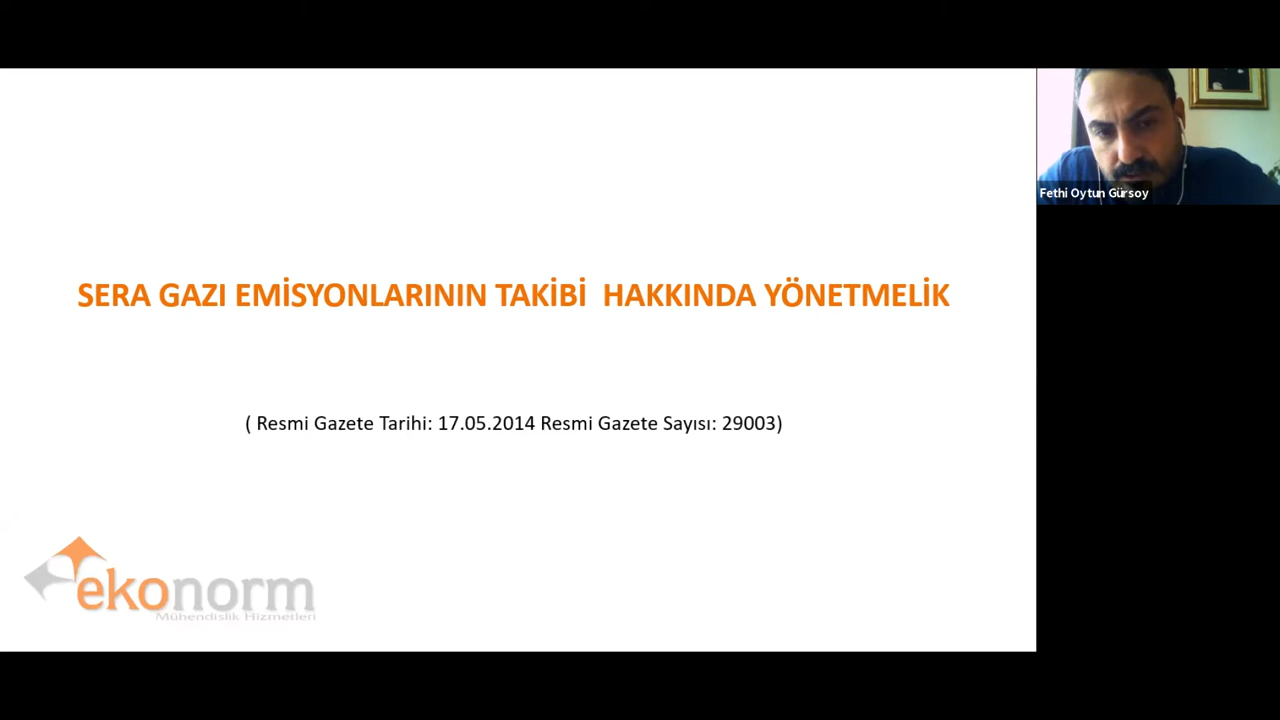 Fethi Oytun Gürsoy
SERA GAZI EMİSYONLARININ TAKİBİ  HAKKINDA YÖNETMELİK
( Resmi Gazete Tarihi: 17.05.2014 Resmi Gazete Sayısı: 29003)
ekonorm
Mühendislik Hizmerleri